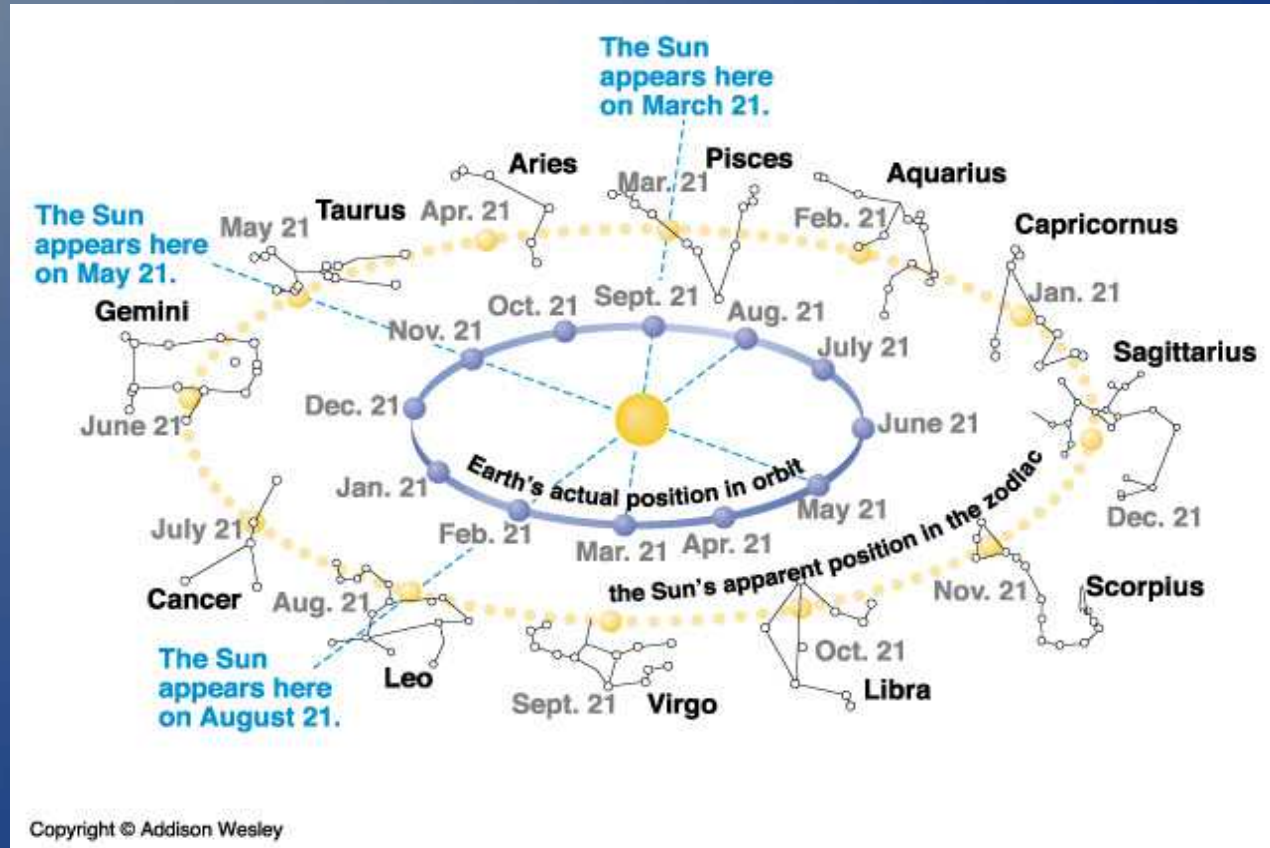 The Sun
appears here
on March 21.
Aries
Pisces
Mar. 21
Aquarius
Taurus
Apr. 21
Feb. 21
The Sun
appears here
on May 21.
May 21
Capricornus
Jan. 21
Gemini
Oct. 21
Sept. 21
Aug. 21
Nov. 21
July 21
Sagittarius
Dec. 21
June 21
June 21
Earth's actual position in orbit
Jan. 21
May 21
Feb. 21
Mar. 21
Apr. 21
the Sun's apparent position in the zodiac
Dec. 21
July 21
Cancer
Aug. 21
Nov. 21
Scorpius
The Sun
appears here
on August 21.
Leo
Sept. 21
Virgo
Oct. 21
Libra
Copyright © Addison Wesley